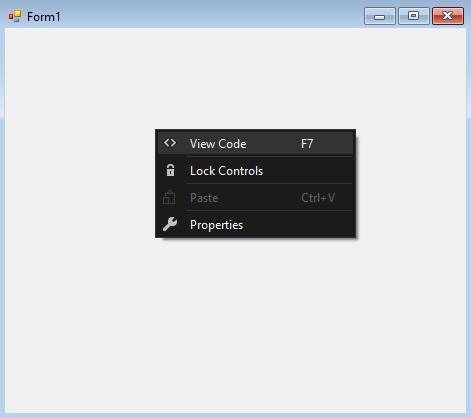 Form1
View Code F7
Lock Controls
Paste Ctrl+V
Properties